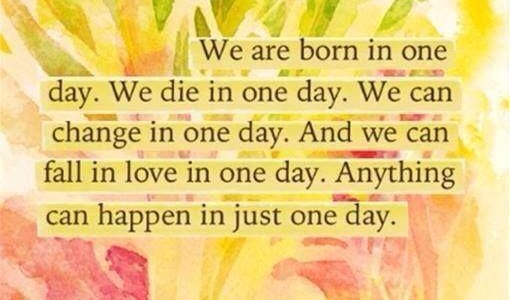 We are born in one
day. We die in one day. We can
change in one day. And we can
fall in love in one day. Anything
can happen in just one day.